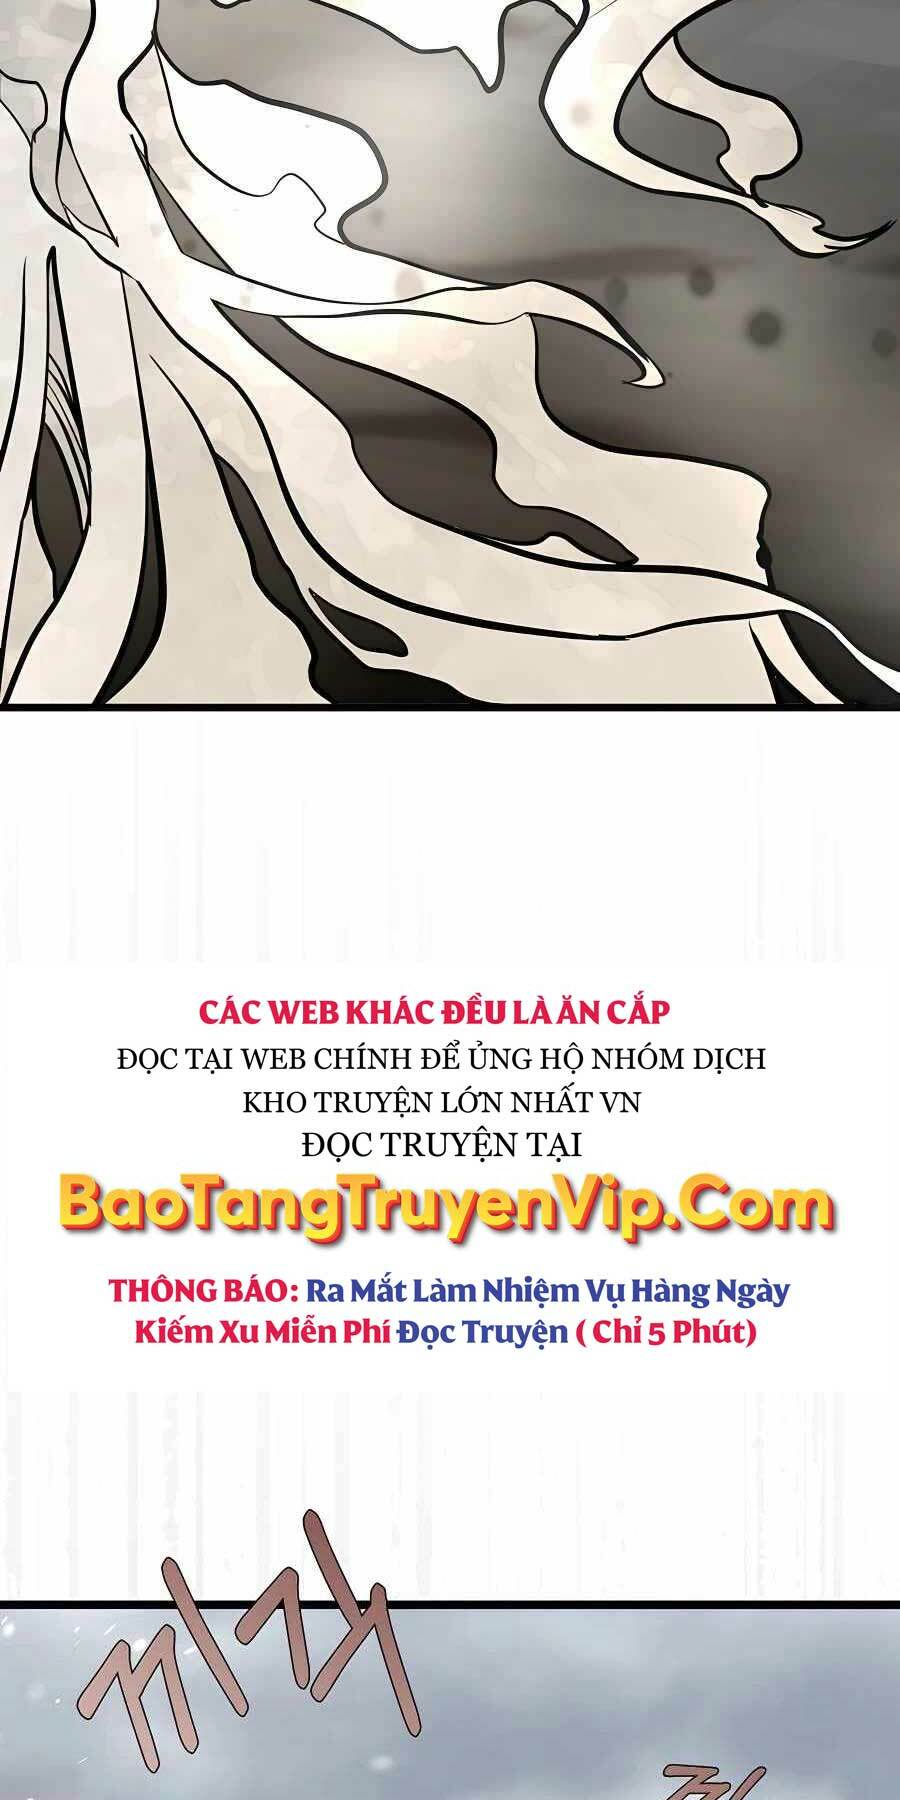 CÁC WEB KHÁC ĐỀU LÀ ĂN CẮP
ĐỌC TẠI WEB CHÍNH ĐỂ ỦNG HỘ NHÓM DỊCH
KHO TRUYỆN LỚN NHẤT VN
ĐỌC TRUYỆN TẠI
BaoTangTruyenVip.Com
THÔNG BÁO: Ra Mắt Làm Nhiệm Vụ Hàng Ngày
Kiếm Xu Miễn Phí Đọc Truyện ( Chỉ 5 Phút)